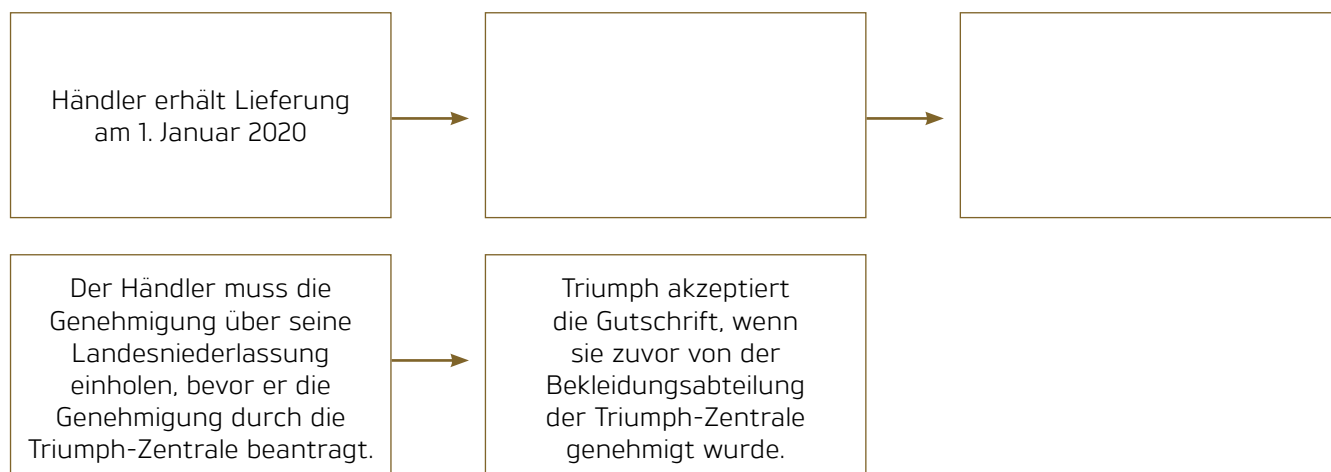 Händler erhält Lieferung
am 1. Januar 2020
Der Händler muss die
Genehmigung über seine
Landesniederlassung
einholen, bevor er die
Genehmigung durch die
Triumph-Zentrale beantragt.
Triumph akzeptiert
die Gutschrift, wenn
sie zuvor von der
Bekleidungsabteilung
der Triumph-Zentrale
genehmigt wurde.